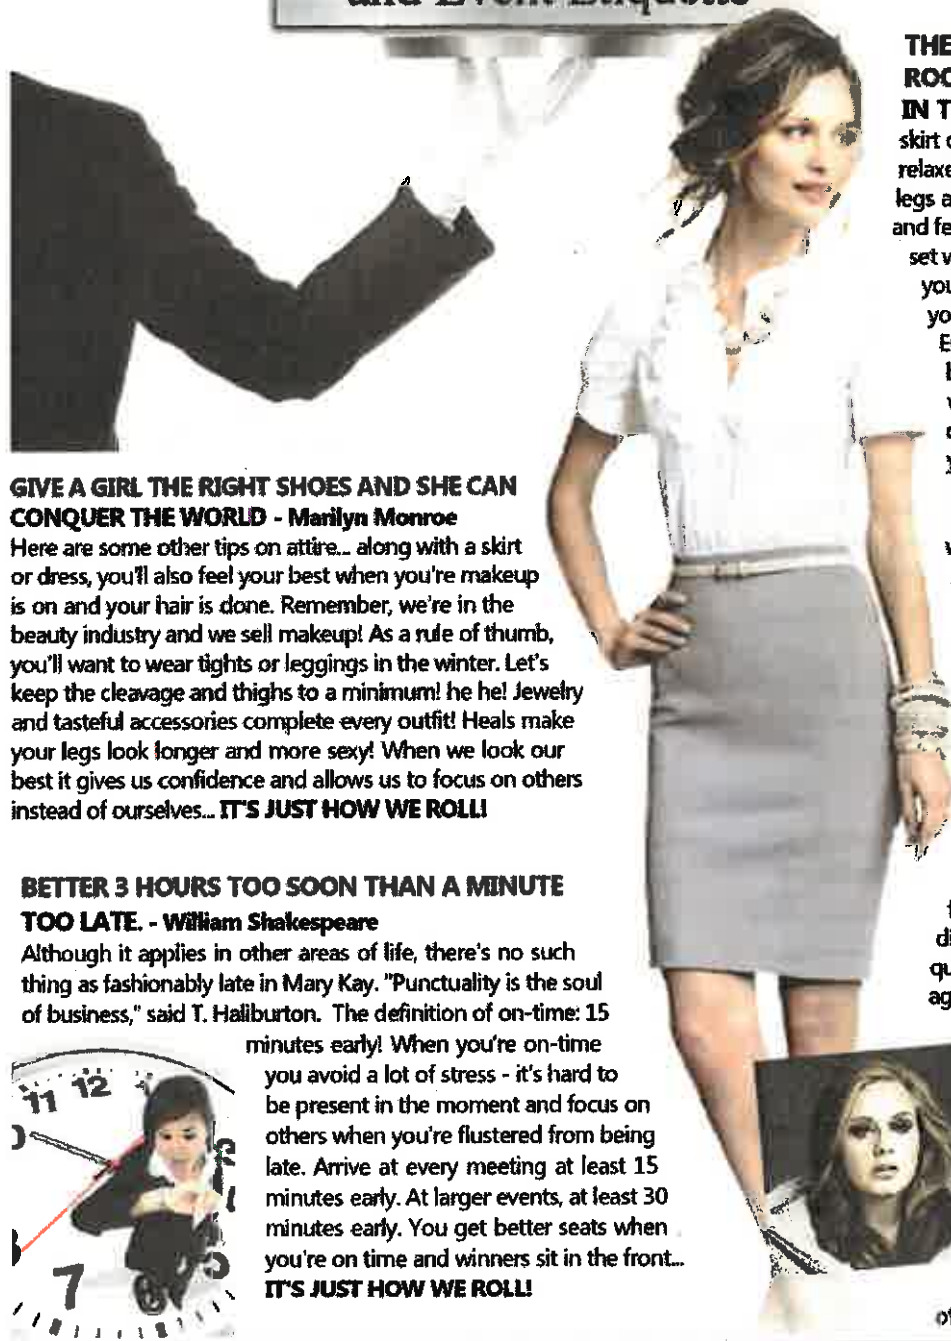 and Event Etiquette
GIVE A GIRL THE RIGHT SHOES AND SHE CAN
CONQUER THE WORLD - Marilyn Monroe
Here are some other tips on attire... along with a skirt
or dress, you'll also feel your best when you're makeup
is on and your hair is done. Remember, we're in the
beauty industry and we sell makeup! As a rule of thumb,
you'll want to wear tights or leggings in the winter. Let's
keep the cleavage and thighs to a minimum! he he! Jewelry
and tasteful accessories complete every outfit! Heals make
your legs look longer and more sexy! When we look our
best it gives us confidence and allows us to focus on others
instead of ourselves... IT'S JUST HOW WE ROLL!
BETTER 3 HOURS TOO SOON THAN A MINUTE
TOO LATE. - William Shakespeare
Although it applies in other areas of life, there's no such
thing as fashionably late in Mary Kay. "Punctuality is the soul
of business," said T. Haliburton. The definition of on-time: 15
minutes early! When you're on-time
you avoid a lot of stress - it's hard to
be present in the moment and focus on
others when you're flustered from being
late. Arrive at every meeting at least 15
minutes early. At larger events, at least 30
minutes early. You get better seats when
you're on time and winners sit in the front...
IT'S JUST HOW WE ROLL!
11 12
7
THE
IN
skirt
legs
and
set